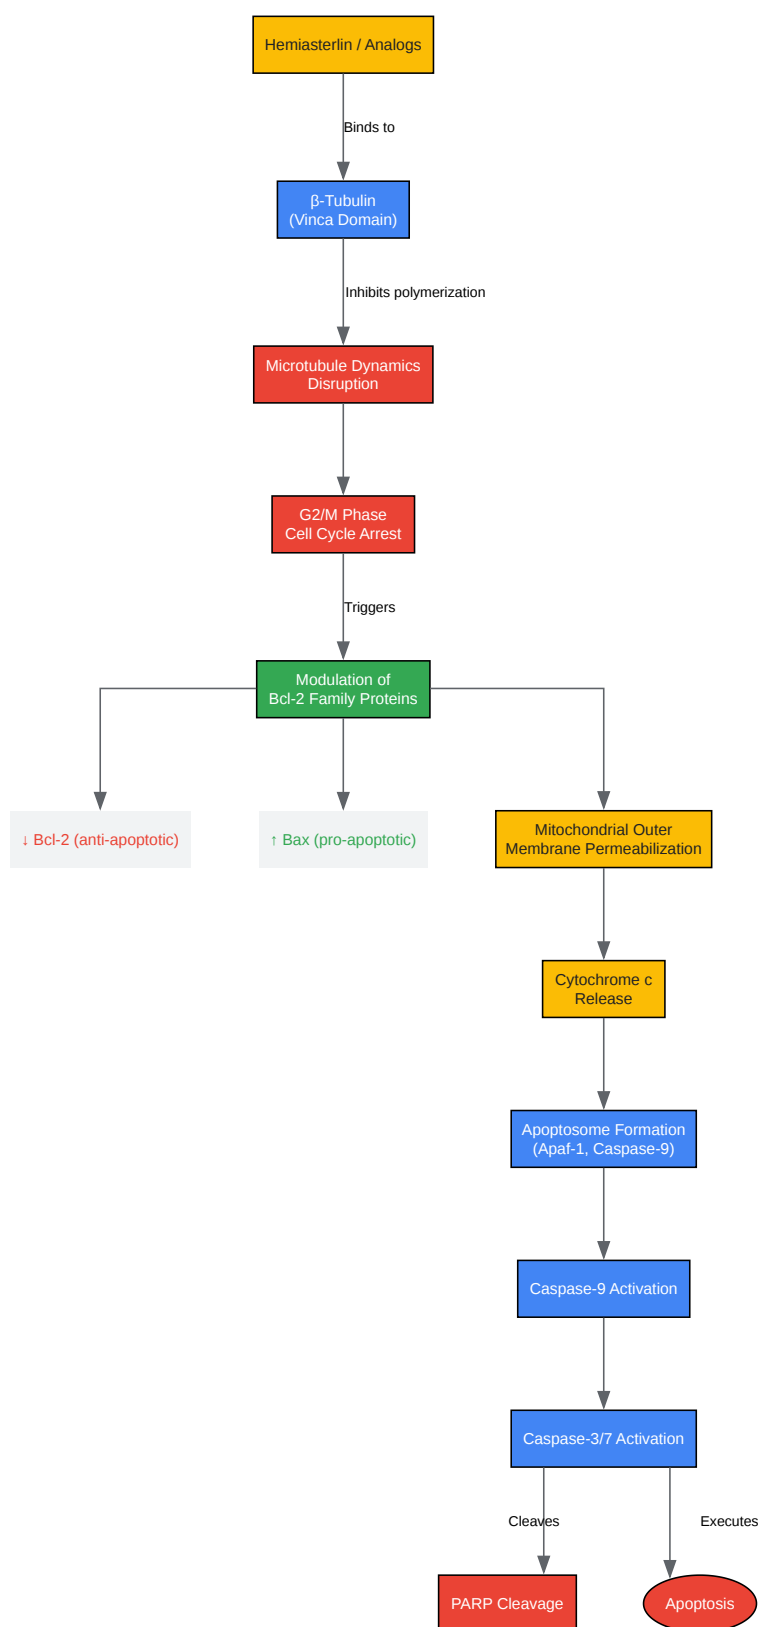 Hemiasterlin / Analogs
Binds to
β-Tubulin
(Vinca Domain)
Inhibits polymerization
Microtubule Dynamics
Disruption
G2/M Phase
Cell Cycle Arrest
Triggers
Modulation of
Bcl-2 Family Proteins
↓ Bcl-2 (anti-apoptotic)
↑ Bax (pro-apoptotic)
Mitochondrial Outer
Membrane Permeabilization
Cytochrome c
Release
Apoptosome Formation
(Apaf-1, Caspase-9)
Caspase-9 Activation
Caspase-3/7 Activation
Cleaves
Executes
PARP Cleavage
Apoptosis